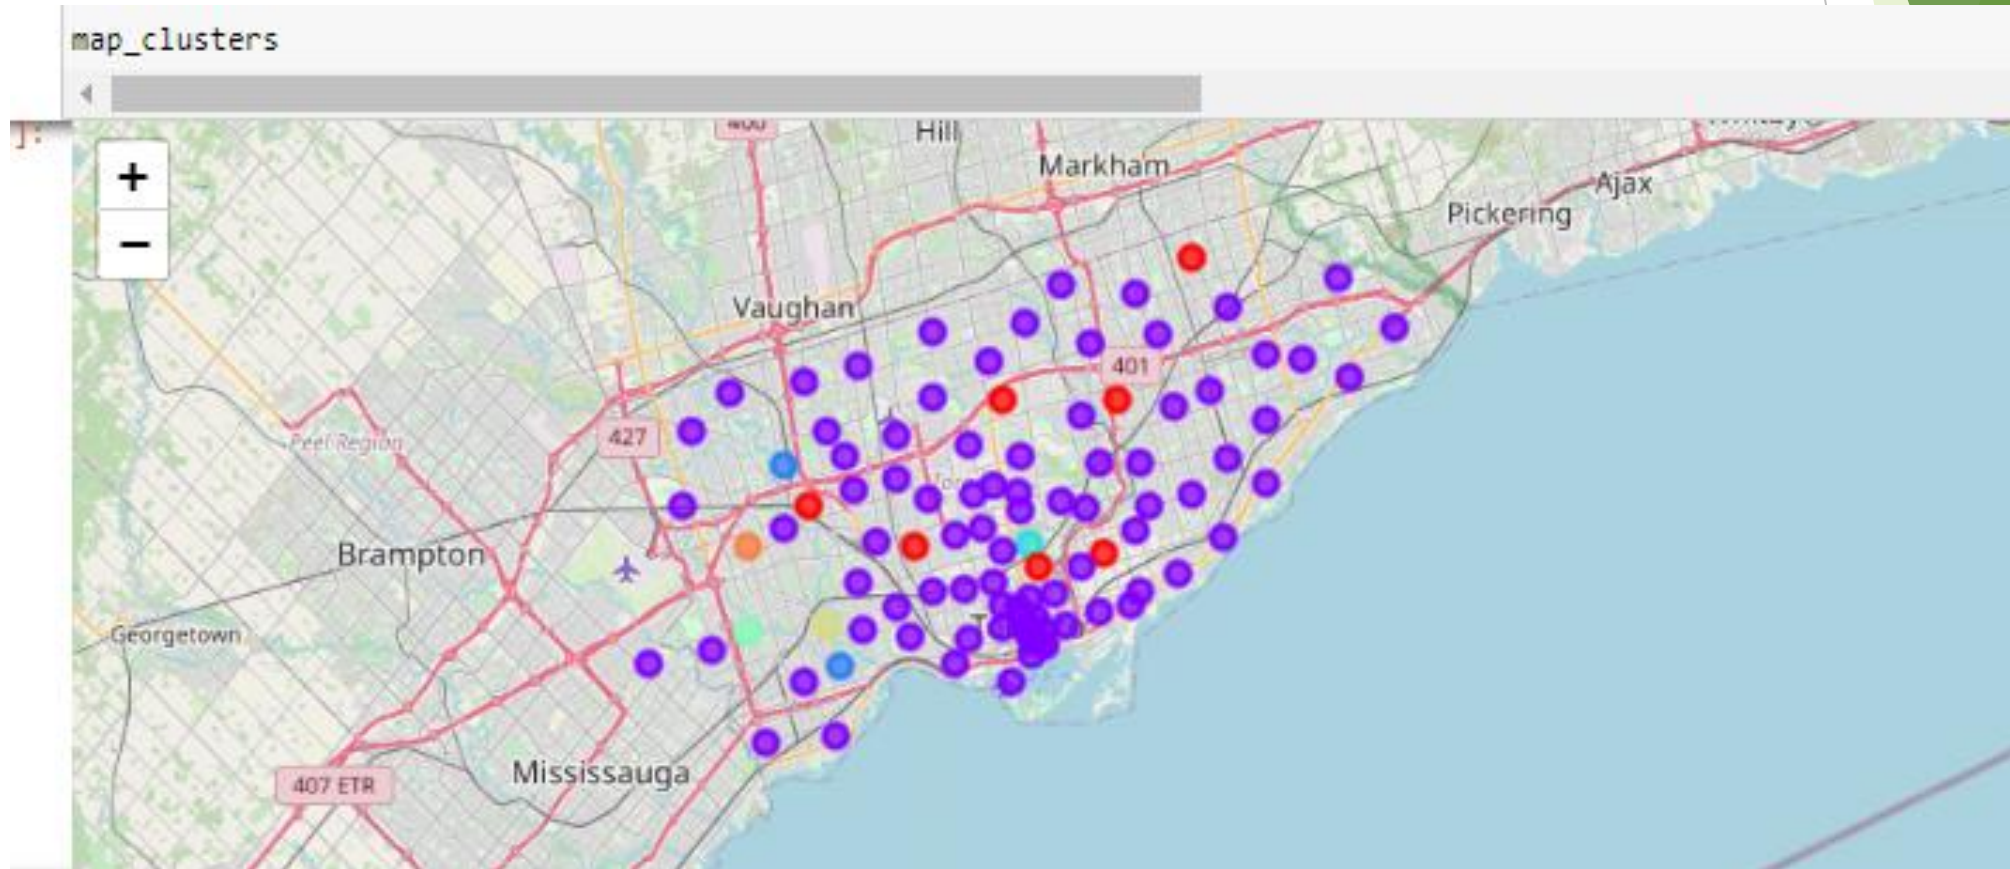 map_clusters
]:
+
Hill
Markham
Ajax
Pickering
−
Vaughan
401
427
Peel Region
Brampton
Georgetown
Mississauga
407 ETR